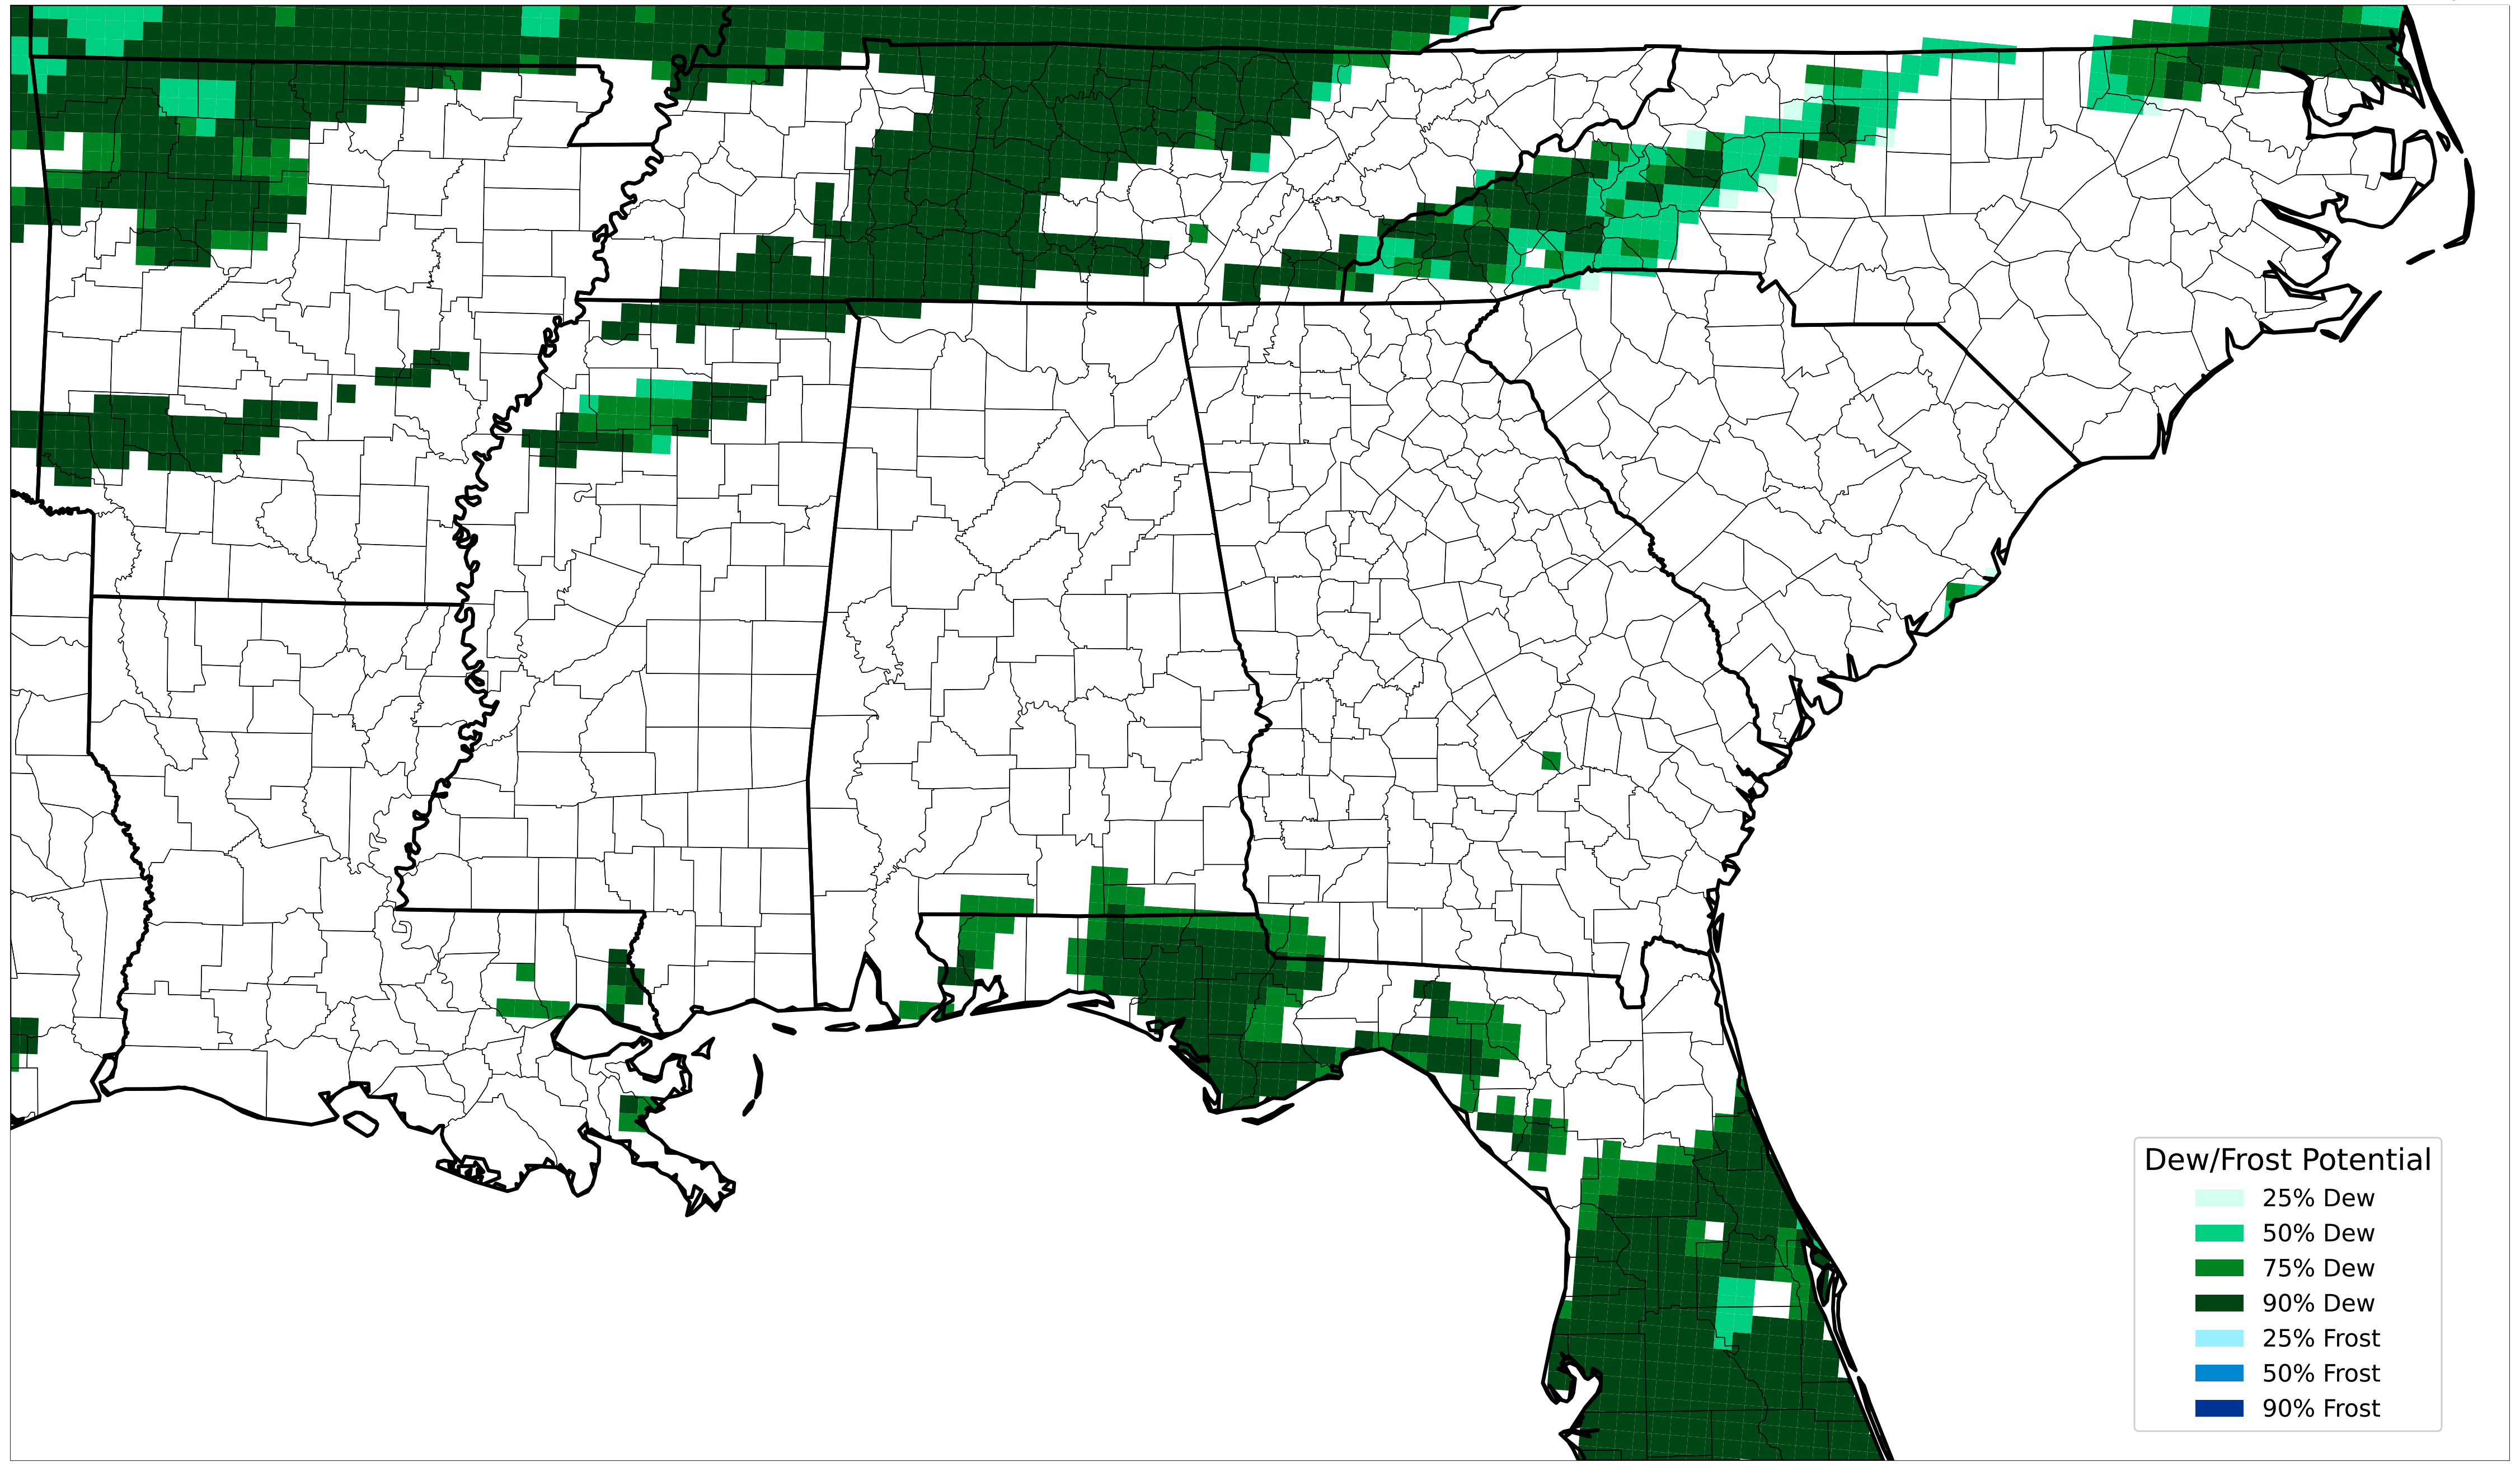 Dew/Frost Potential
25% Dew
50% Dew
75% Dew
90% Dew
25% Frost
50% Frost
90% Frost